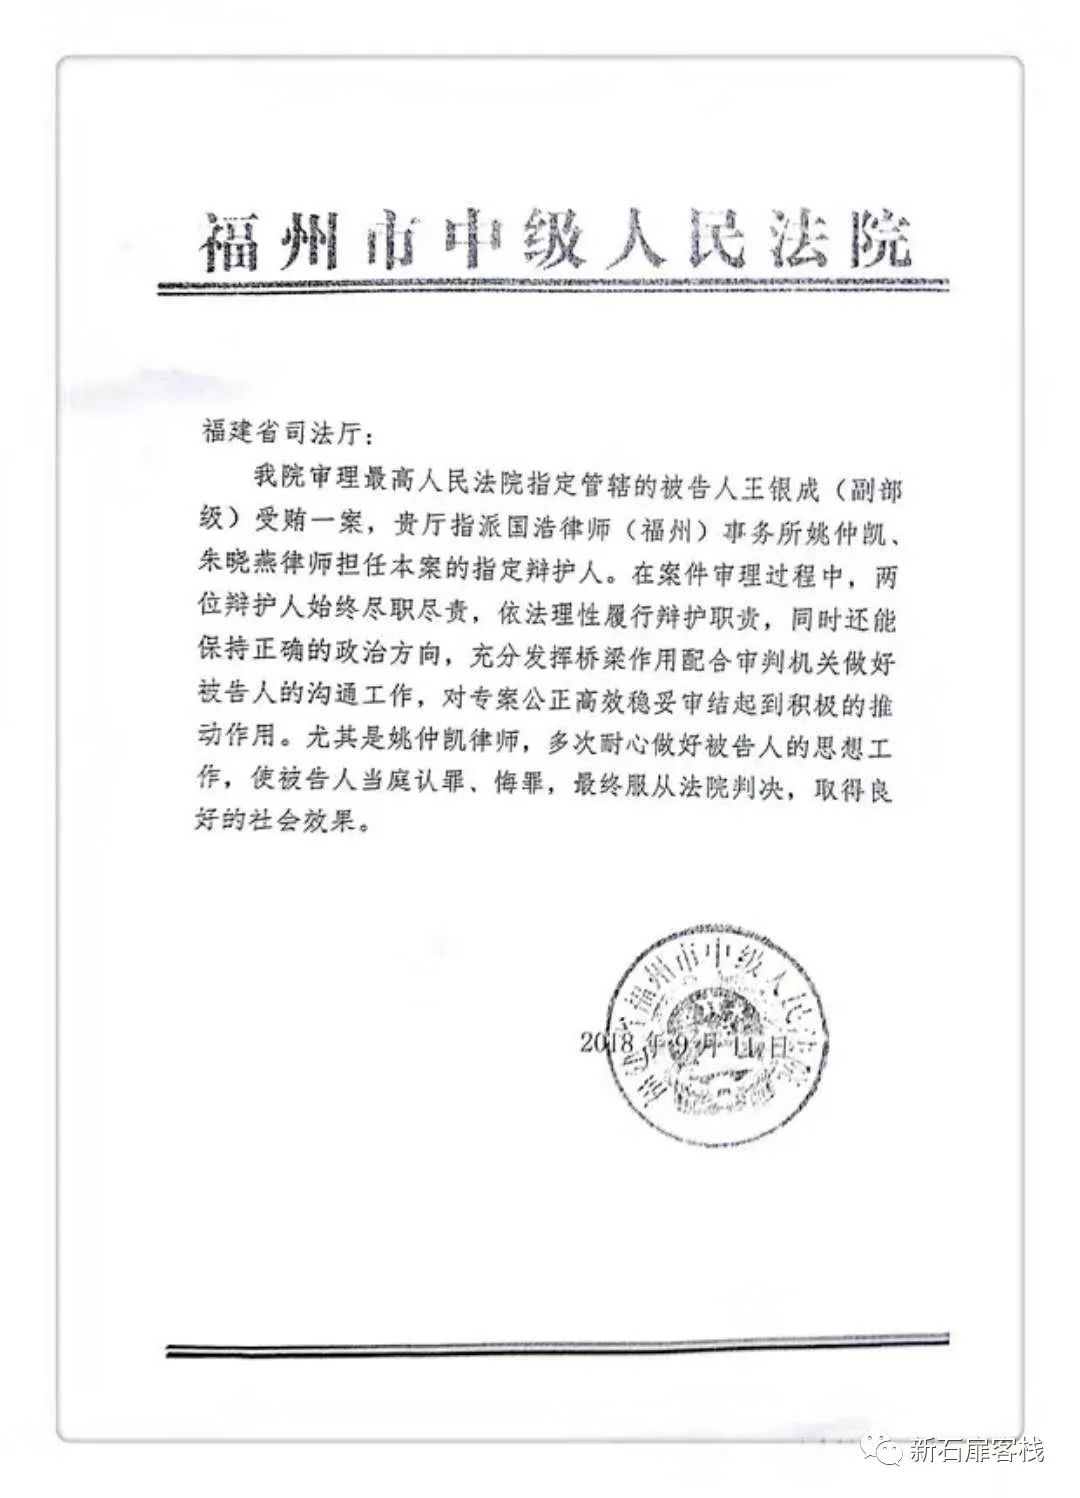 福州市中级人民法院
福建省司法厅：
我院审理最高人民法院指定管辖的被告人王银成（副部
级）受贿一案，贵厅指派国浩律师（福州）事务所姚仲凯、
朱晓燕律师担任本案的指定辩护人。在案件审理过程中，两
位辩护人始终尽职尽责，依法理性履行辩护职责，同时还能
保持正确的政治方向，充分发挥桥梁作用配合审判机关做好
被告人的沟通工作，对专案公正高效稳妥审结起到积极的推
动作用。尤其是姚仲凯律师，多次耐心做好被告人的思想工
作，使被告人当庭认罪、悔罪，最终服从法院判决，取得良
好的社会效果。
福建省福州市中级人民法院
2018年9月11日
新石扉客栈